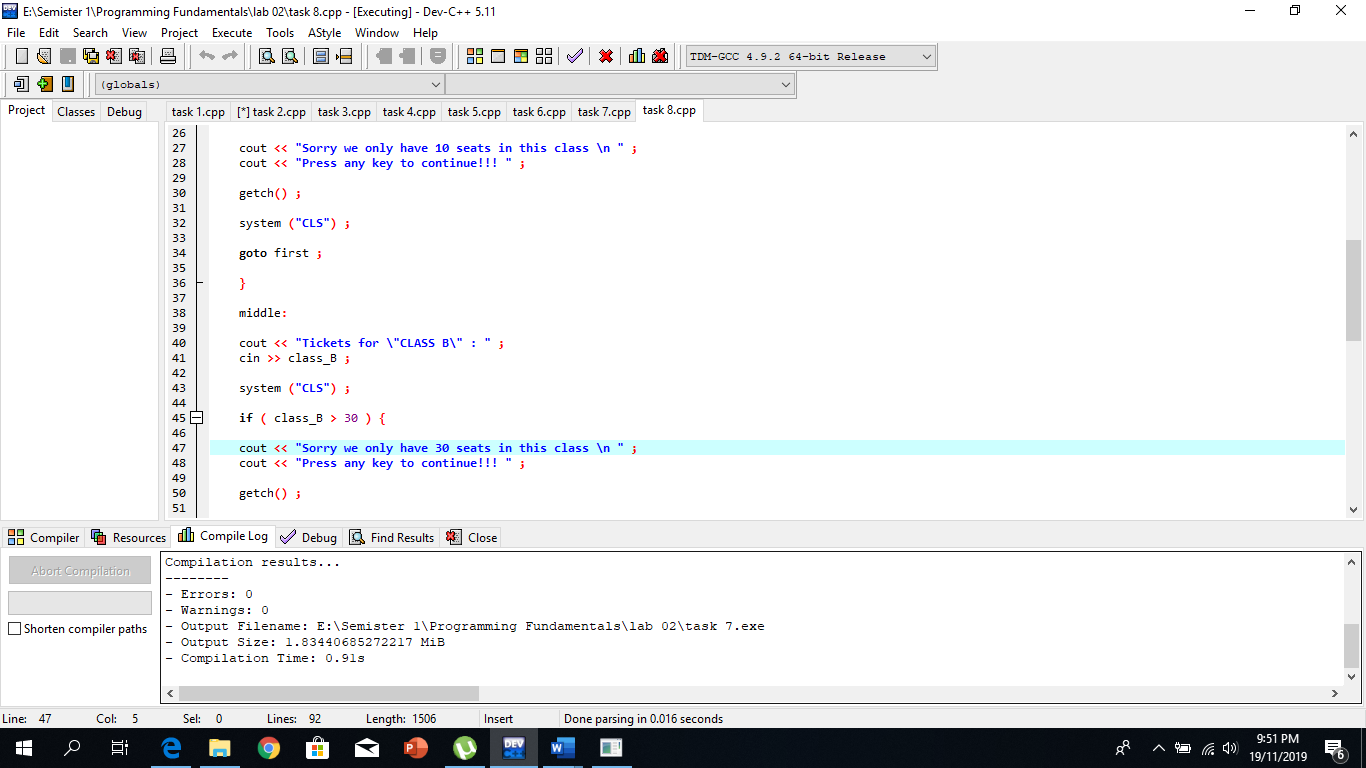 E:\Semister 1\Programming Fundamentals\lab 02\task 8.cpp - [Executing] - Dev-C++ 5.11
File Edit Search View Project Execute Tools AStyle Window Help
TDM-GCC 4.9.2 64-bit Release
(globals)
Project Classes Debug
task 1.cpp [*] task 2.cpp task 3.cpp task 4.cpp task 5.cpp task 6.cpp task 7.cpp task 8.cpp
26
27 cout << "Sorry we only have 10 seats in this class \n " ;
28 cout << "Press any key to continue!!! " ;
29
30 getch() ;
31
32 system ("CLS") ;
33
34 goto first ;
35
36 }
37
38 middle:
39
40 cout << "Tickets for \"CLASS B\" : " ;
41 cin >> class_B ;
42
43 system ("CLS") ;
44
45 if ( class_B > 30 ) {
46
47 cout << "Sorry we only have 30 seats in this class \n " ;
48 cout << "Press any key to continue!!! " ;
49
50 getch() ;
51
Compiler Resources Compile Log Debug Find Results Close
Abort Compilation
Shorten compiler paths
Compilation results...
--------
- Errors: 0
- Warnings: 0
- Output Filename: E:\Semister 1\Programming Fundamentals\lab 02\task 7.exe
- Output Size: 1.83440685272217 MiB
- Compilation Time: 0.91s
Line: 47 Col: 5 Sel: 0 Lines: 92 Length: 1506 Insert Done parsing in 0.016 seconds
DEV
9:51 PM
19/11/2019
6